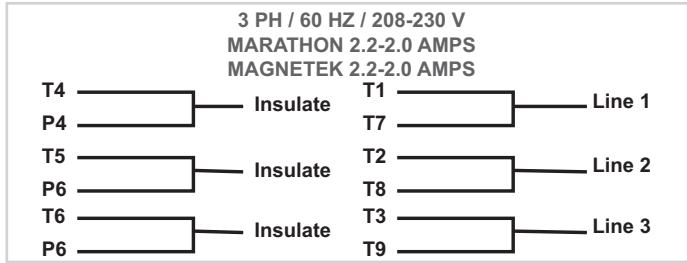 3 PH / 60 HZ / 208-230 V
MARATHON 2.2-2.0 AMPS
MAGNETEK 2.2-2.0 AMPS
T4
Insulate
P4
T5
Insulate
P6
T6
Insulate
P6
T1
Line 1
T7
T2
Line 2
T8
T3
Line 3
T9